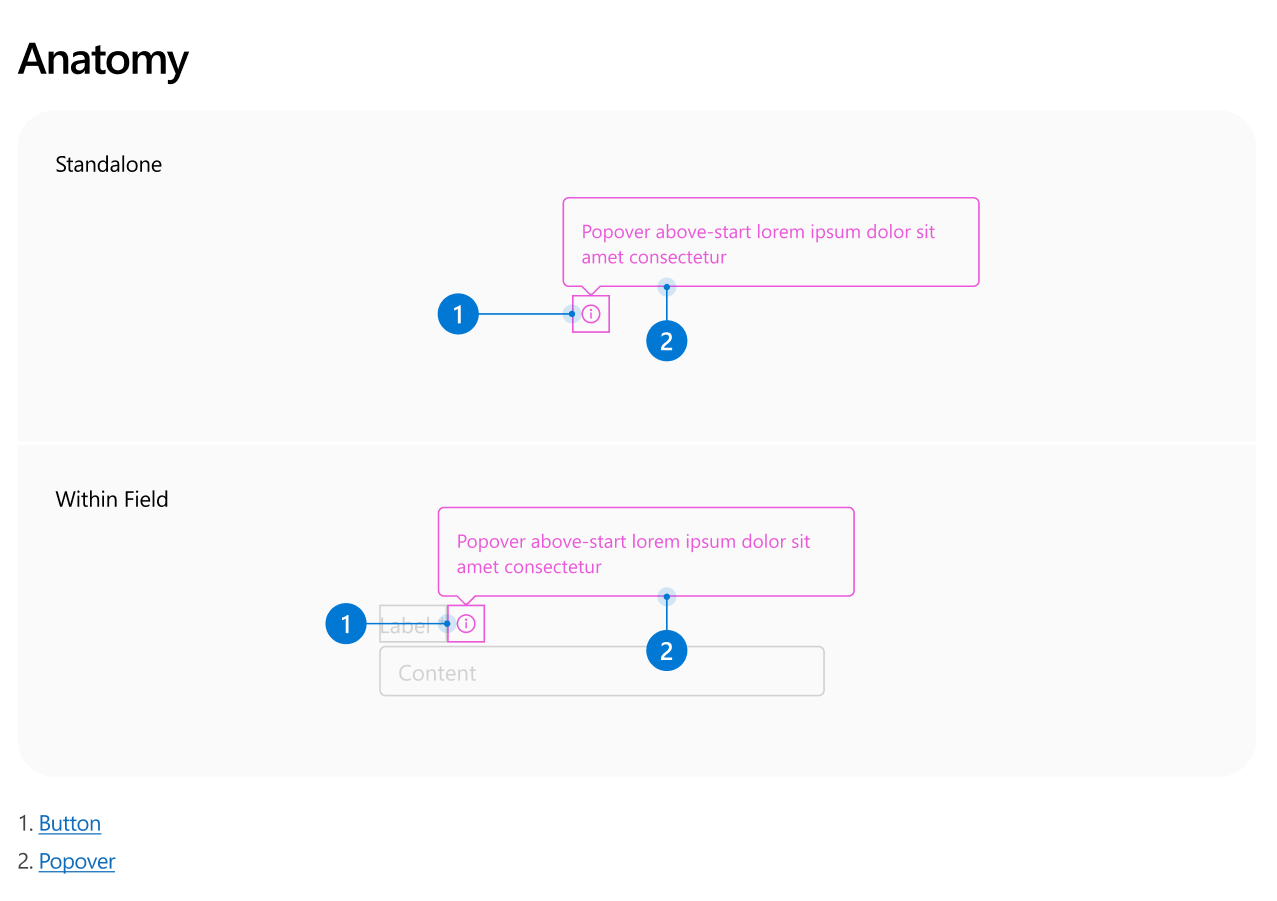 Anatomy
Standalone
Popover above-start lorem ipsum dolor sit
amet consectetur
1
2
Within Field
Popover above-start lorem ipsum dolor sit
amet consectetur
1
Label
2
Content
1. Button
2. Popover